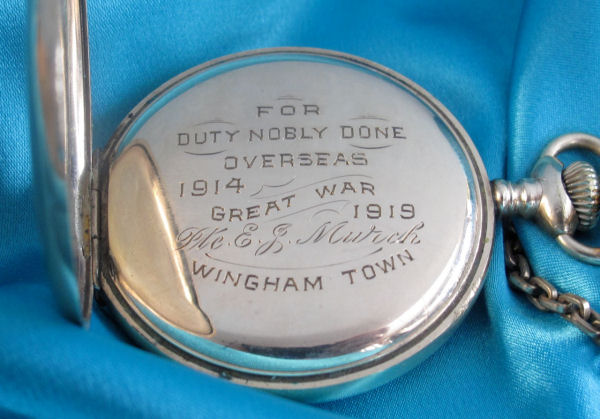 FOR
DUTY NOBLY DONE
OVERSEAS
1914
GREAT WAR
1919
Pte. E. J. Murch
WINGHAM TOWN